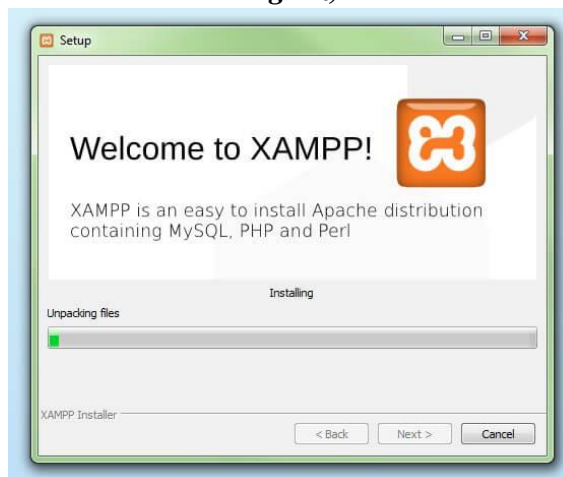 Setup
Welcome to XAMPP!
XAMPP is an easy to install Apache distribution
containing MySQL, PHP and Perl
Installing
Unpacking files
XAMPP Installer
< Back
Next >
Cancel